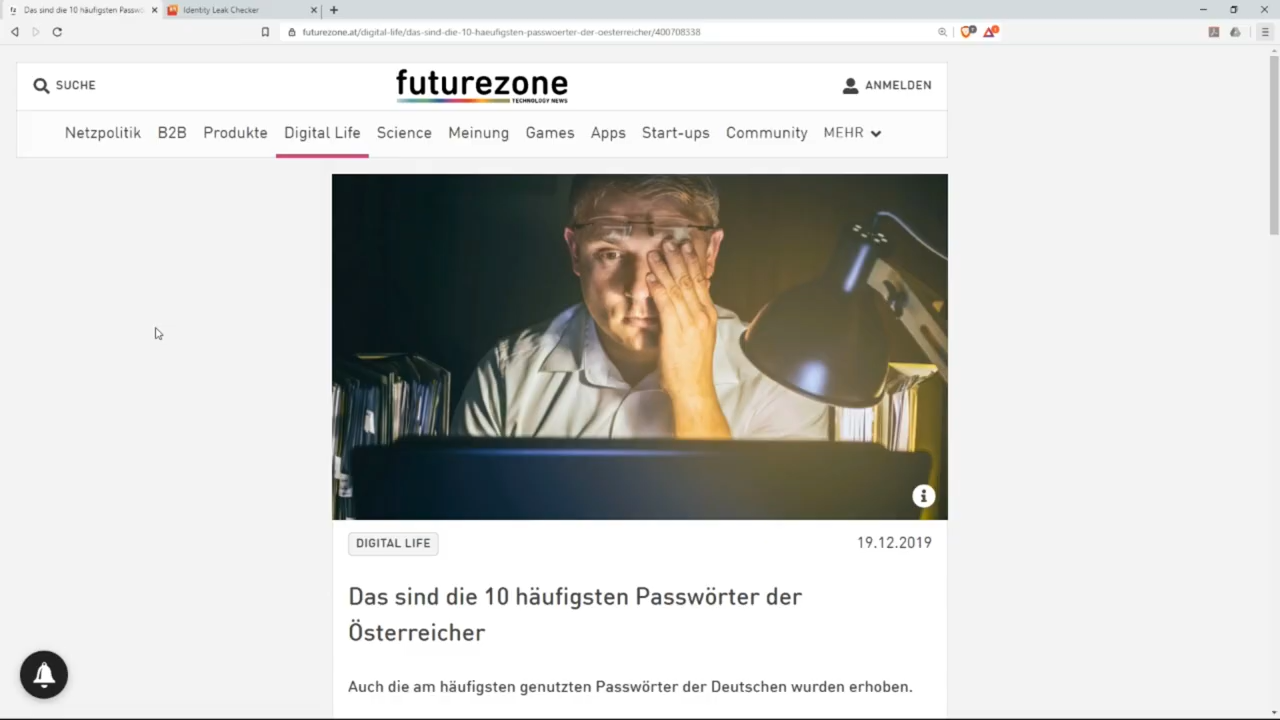 Das sind die 10 häufigsten Passwö
Identity Leak Checker
futurezone.at/digital-life/das-sind-die-10-haeufigsten-passwoerter-der-oesterreicher/400708338
SUCHE
futurezone
TECHNOLOGY NEWS
ANMELDEN
Netzpolitik B2B Produkte Digital Life Science Meinung Games Apps Start-ups Community MEHR
DIGITAL LIFE
19.12.2019
Das sind die 10 häufigsten Passwörter der
Österreicher
Auch die am häufigsten genutzten Passwörter der Deutschen wurden erhoben.